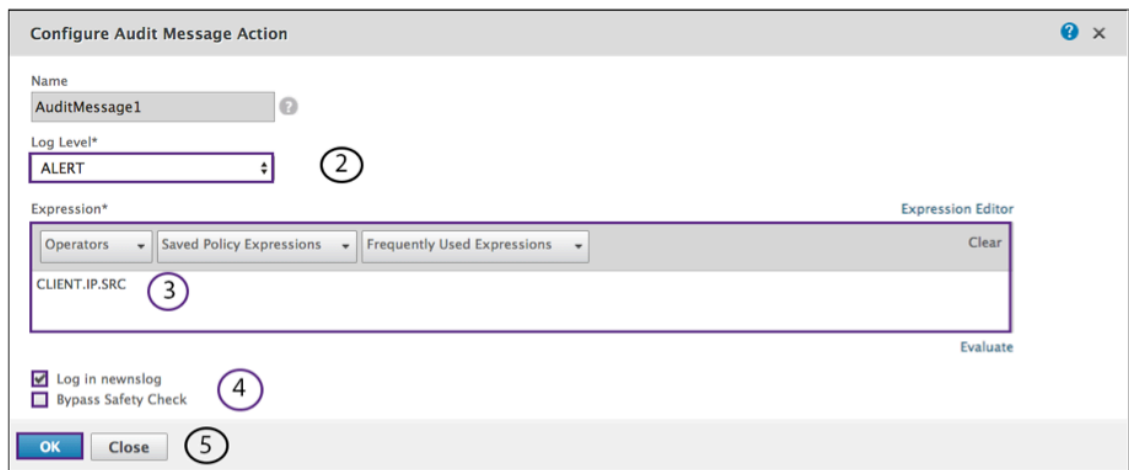 Configure Audit Message Action ? ×
Name
AuditMessage1 ?
Log Level*
ALERT 2
Expression* Expression Editor
Operators Saved Policy Expressions Frequently Used Expressions Clear
CLIENT.IP.SRC 3
Evaluate
Log in newnslog
Bypass Safety Check 4
OK Close 5